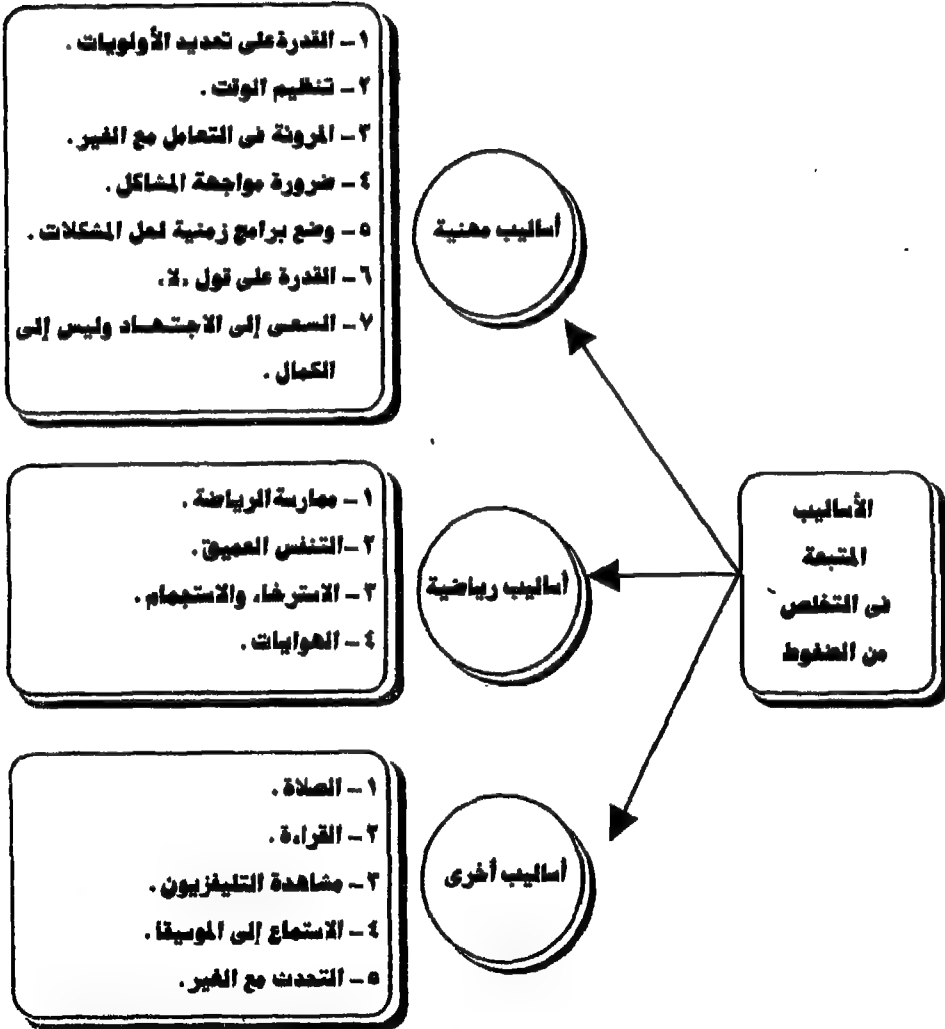 الأساليب
المتبعة
فى التخلص
من الضغوط
أساليب مهنية
١ - القدرة على تحديد الأولويات .
٢ - تنظيم الوقت .
٣ - المرونة فى التعامل مع الغير .
٤ - ضرورة مواجهة المشاكل .
٥ - وضع برامج زمنية لحل المشكلات .
٦ - القدرة على قول «لا»
٧ - السعى إلى الاجتهاد وليس إلى
الكمال .
أساليب رياضية
١ - ممارسة الرياضة .
٢ - التنفس العميق .
٣ - الاسترخاء والاستجمام .
٤ - الهوايات .
أساليب أخرى
١ - الصلاة .
٢ - القراءة .
٣ - مشاهدة التليفزيون .
٤ - الاستماع إلى الموسيقا .
٥ - التحدث مع الغير .